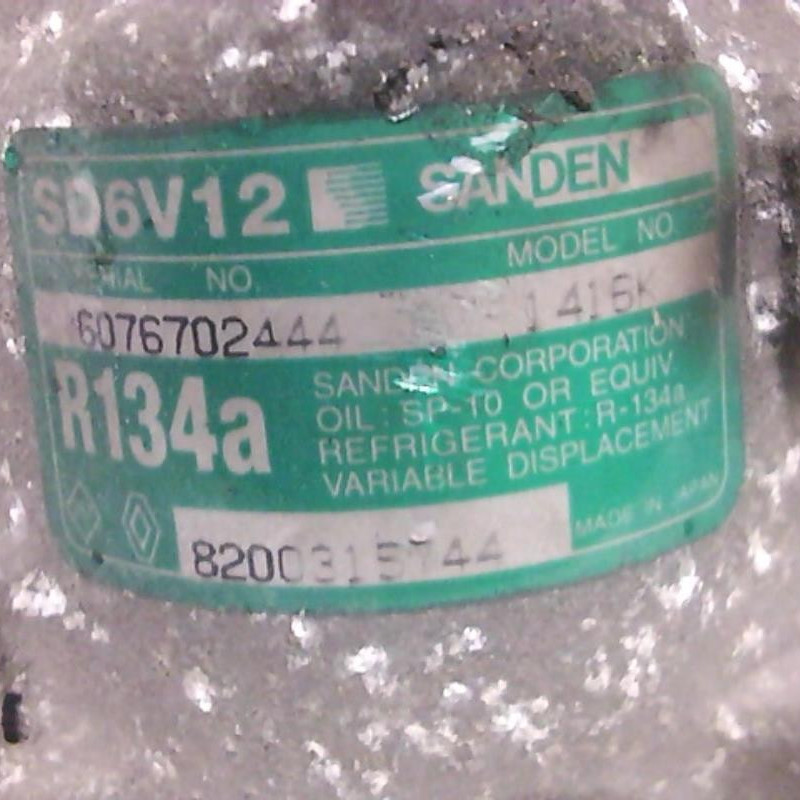 SD6V12 SANDEN
SERIAL NO. MODEL NO.
6076702444 1416K
R134a
SANDEN CORPORATION
OIL : SP-10 OR EQUIV.
REFRIGERANT : R-134a
VARIABLE DISPLACEMENT
8200315744
MADE IN JAPAN